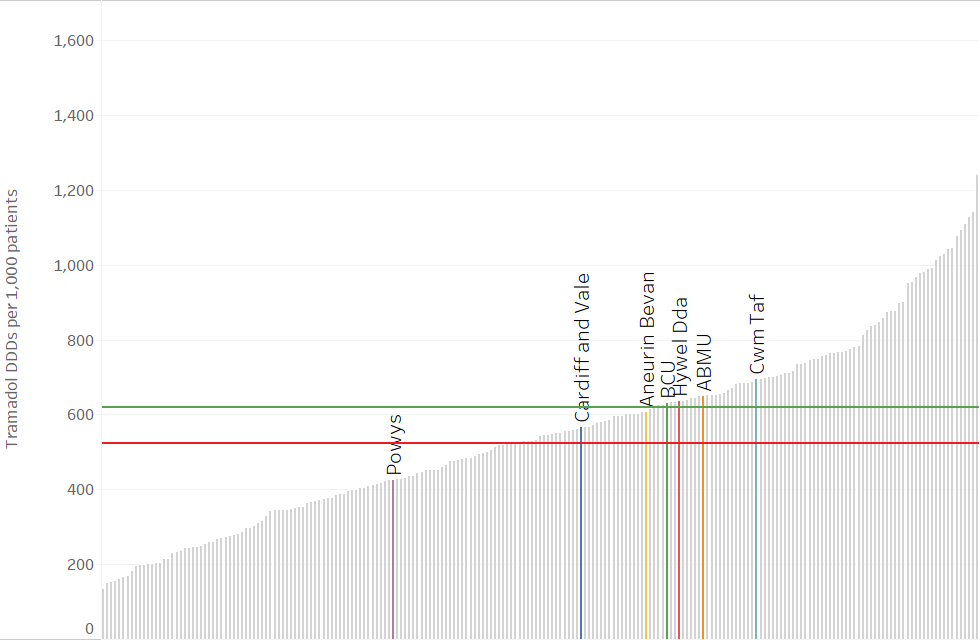 Tramadol DDDs per 1,000 patients
1,600
1,400
1,200
1,000
800
600
400
200
0
Powys
Cardiff and Vale
Aneurin Bevan
BCU
Hywel Dda
ABMU
Cwm Taf